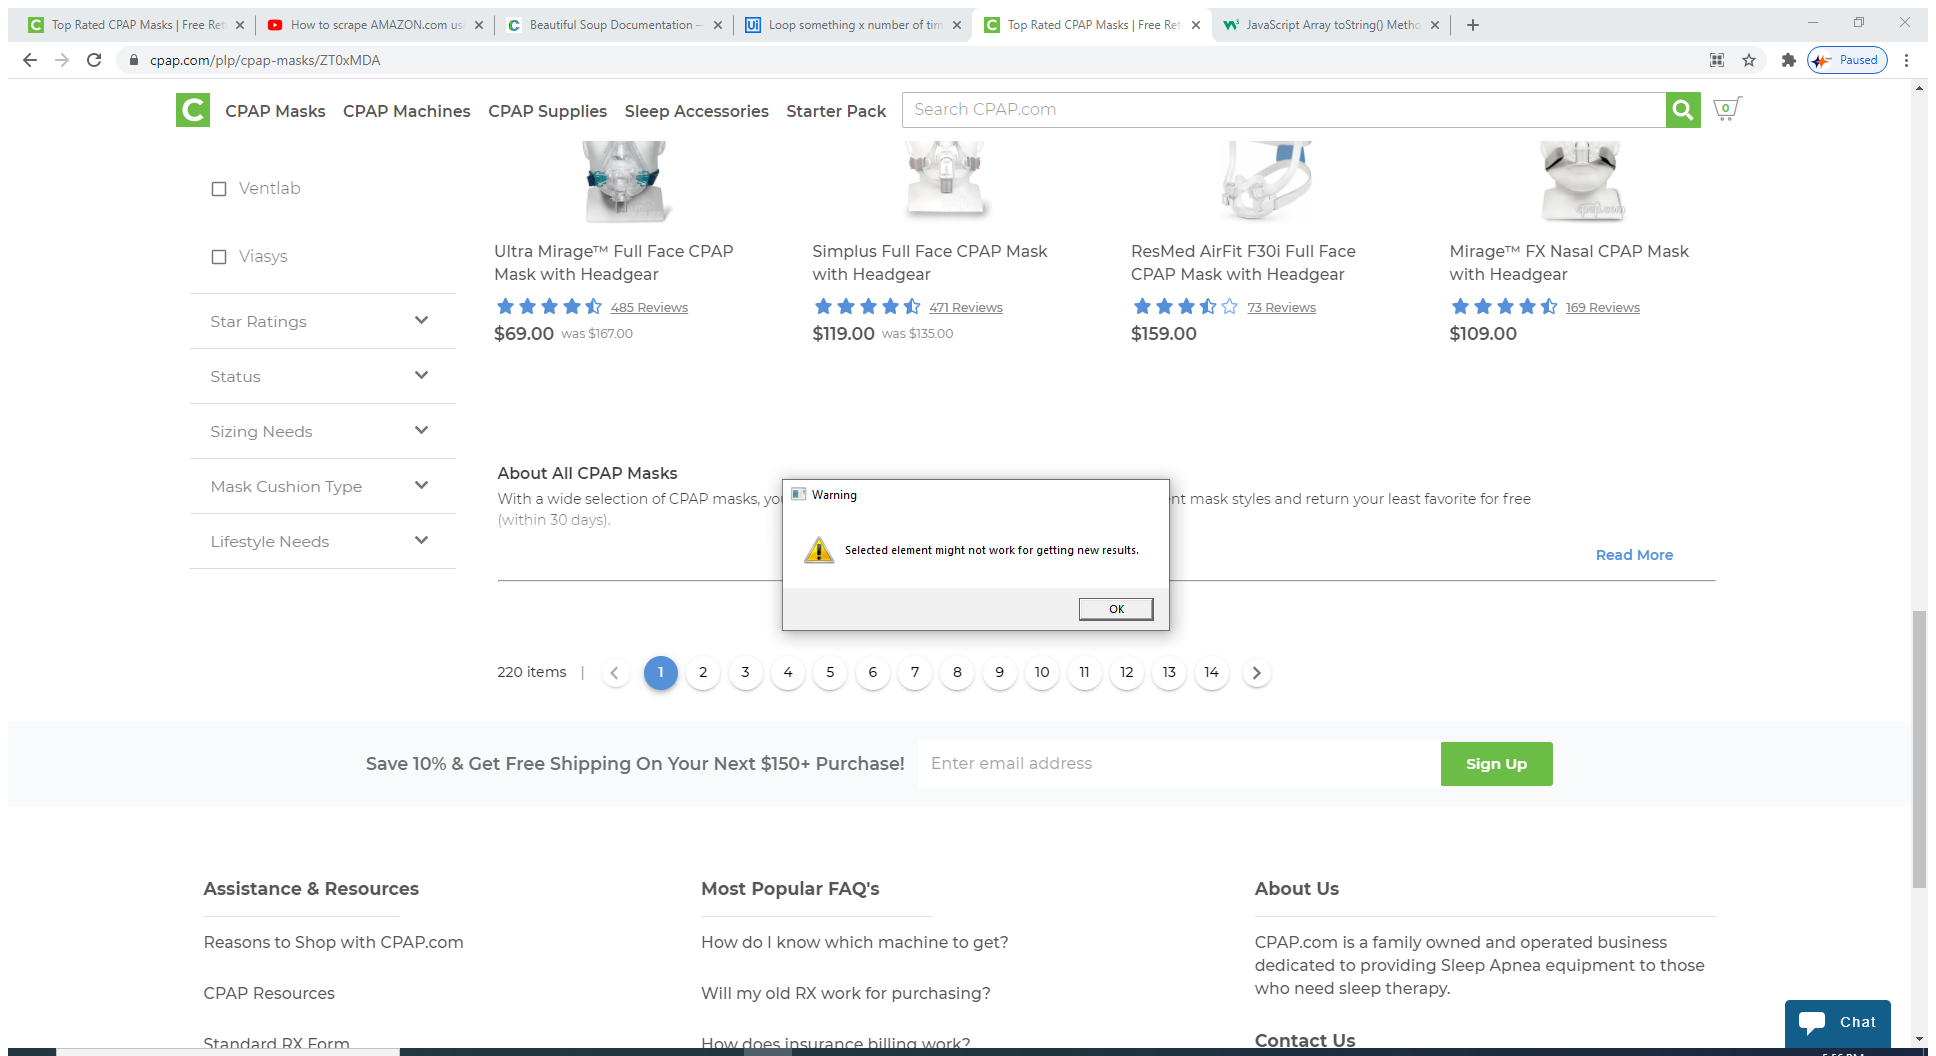 Top Rated CPAP Masks | Free Ret
How to scrape AMAZON.com usi
Beautiful Soup Documentation –
Loop something x number of tim
Top Rated CPAP Masks | Free Ret
JavaScript Array toString() Metho
cpap.com/plp/cpap-masks/ZT0xMDA
Paused
C
CPAP Masks
CPAP Machines
CPAP Supplies
Sleep Accessories
Starter Pack
Search CPAP.com
0
Ventlab
Viasys
Star Ratings
Status
Sizing Needs
Mask Cushion Type
Lifestyle Needs
cpap.com
Ultra Mirage™ Full Face CPAP
Mask with Headgear
485 Reviews
$69.00 was $167.00
Simplus Full Face CPAP Mask
with Headgear
471 Reviews
$119.00 was $135.00
ResMed AirFit F30i Full Face
CPAP Mask with Headgear
73 Reviews
$159.00
Mirage™ FX Nasal CPAP Mask
with Headgear
169 Reviews
$109.00
About All CPAP Masks
With a wide selection of CPAP masks, mask styles and return your least favorite for free
(within 30 days).
Read More
Warning
Selected element might not work for getting new results.
OK
220 items | 1 2 3 4 5 6 7 8 9 10 11 12 13 14
Save 10% & Get Free Shipping On Your Next $150+ Purchase!
Enter email address
Sign Up
Assistance & Resources
Reasons to Shop with CPAP.com
CPAP Resources
Standard RX Form
Most Popular FAQ's
How do I know which machine to get?
Will my old RX work for purchasing?
How does insurance billing work?
About Us
CPAP.com is a family owned and operated business
dedicated to providing Sleep Apnea equipment to those
who need sleep therapy.
Contact Us
Chat